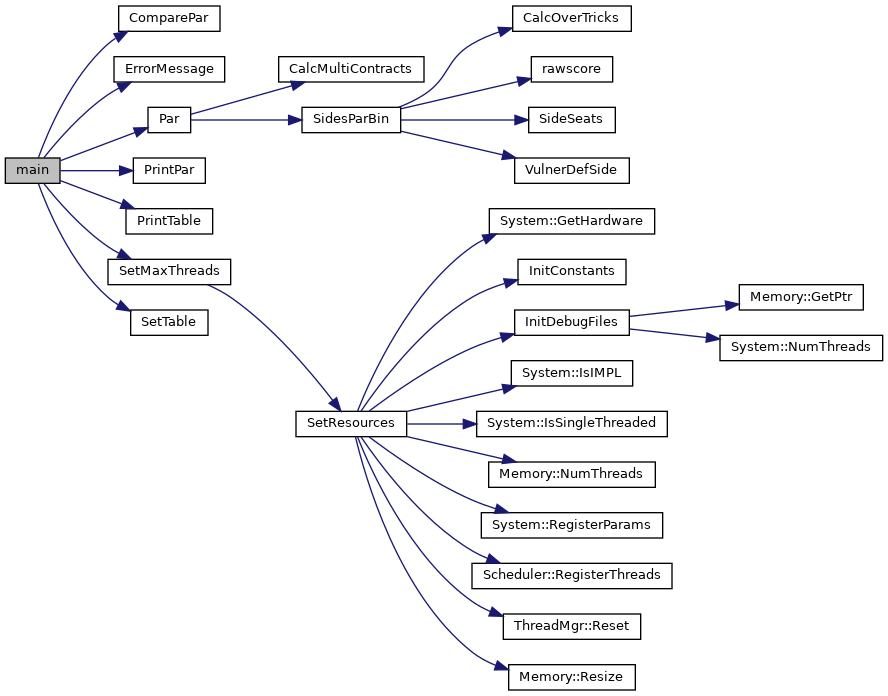 main
ComparePar
ErrorMessage
Par
CalcMultiContracts
SidesParBin
CalcOverTricks
rawscore
SideSeats
VulnerDefSide
PrintPar
PrintTable
SetMaxThreads
SetResources
System::GetHardware
InitConstants
InitDebugFiles
Memory::GetPtr
System::NumThreads
System::IsIMPL
System::IsSingleThreaded
Memory::NumThreads
System::RegisterParams
Scheduler::RegisterThreads
ThreadMgr::Reset
Memory::Resize
SetTable